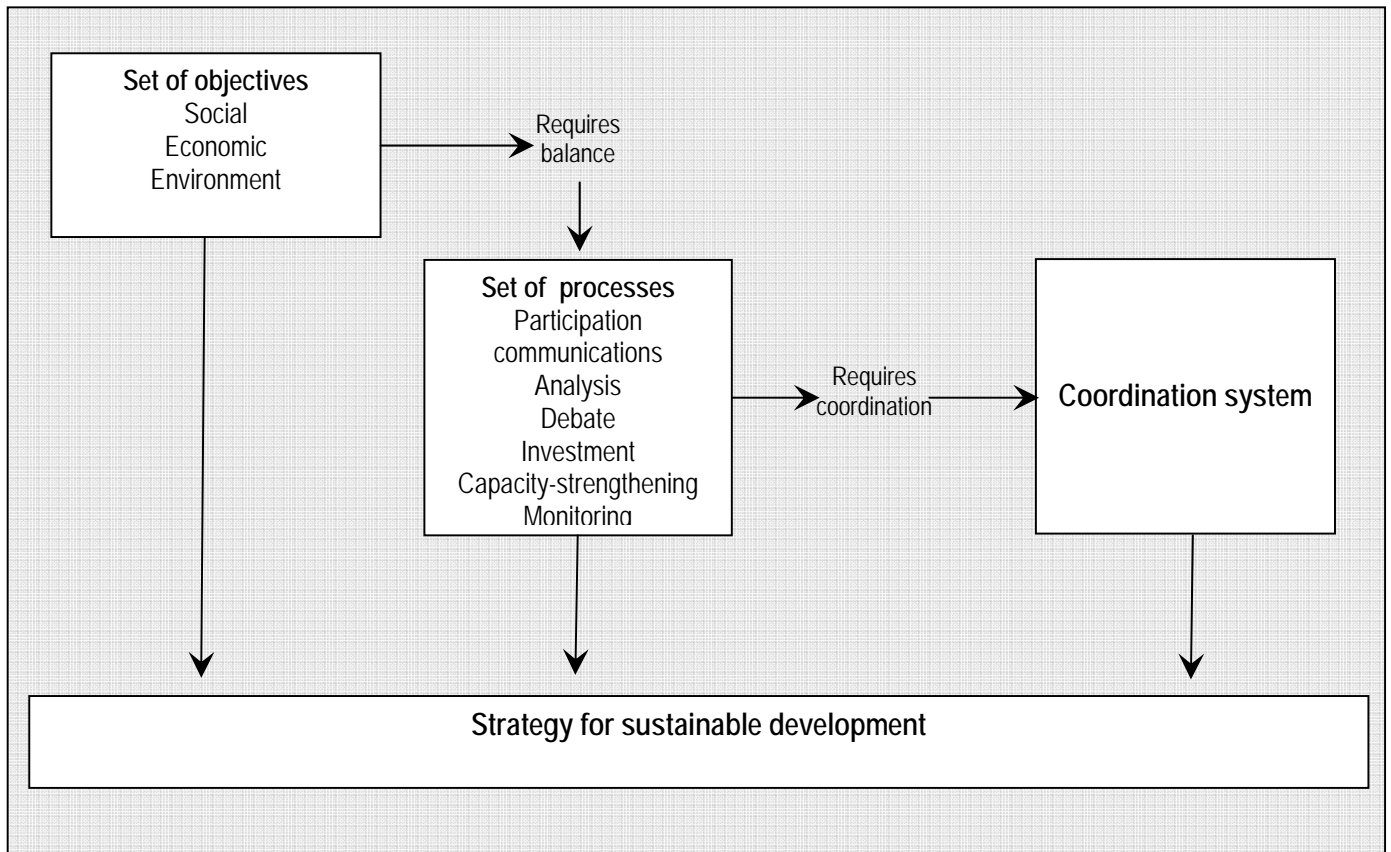 Set of objectives
Social
Economic
Environment
Requires
balance
Set of processes
Participation
communications
Analysis
Debate
Investment
Capacity-strengthening
Monitoring
Requires
coordination
Coordination system
Strategy for sustainable development